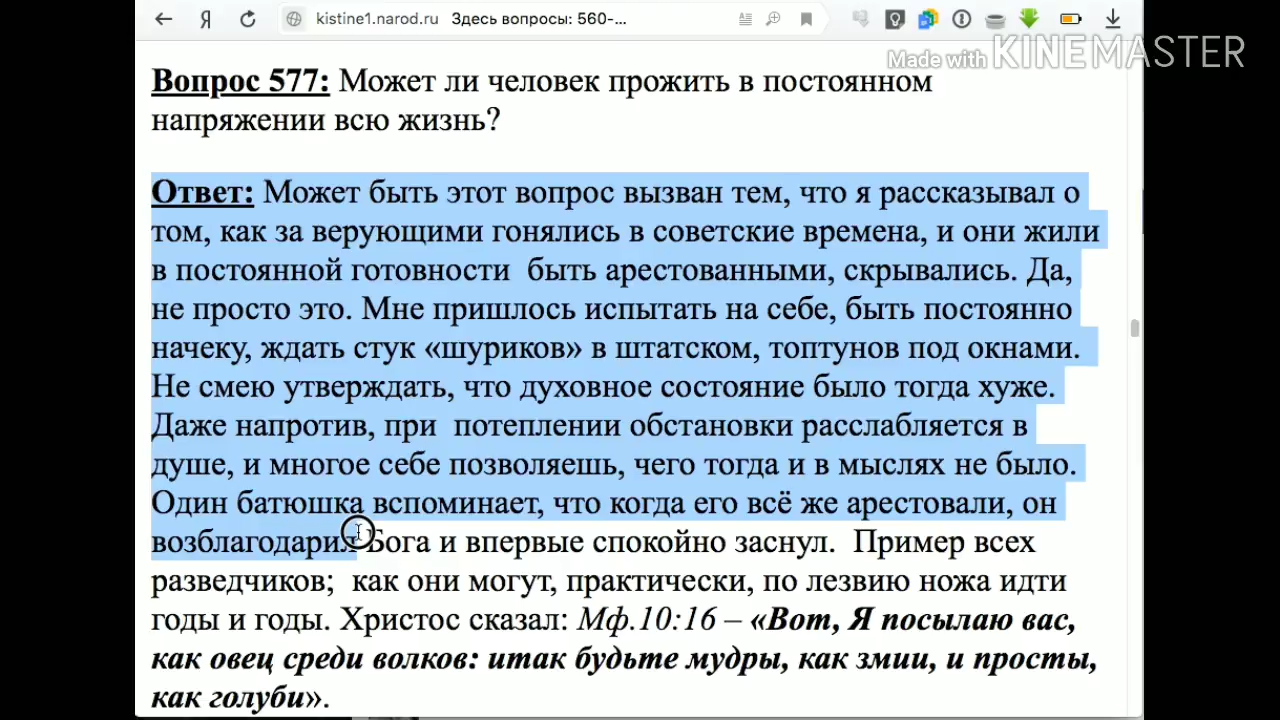 Я kistine1.narod.ru Здесь вопросы: 560-...
Made with KINEMASTER
Вопрос 577: Может ли человек прожить в постоянном
напряжении всю жизнь?
Ответ: Может быть этот вопрос вызван тем, что я рассказывал о
том, как за верующими гонялись в советские времена, и они жили
в постоянной готовности быть арестованными, скрывались. Да,
не просто это. Мне пришлось испытать на себе, быть постоянно
начеку, ждать стук «шуриков» в штатском, топтунов под окнами.
Не смею утверждать, что духовное состояние было тогда хуже.
Даже напротив, при потеплении обстановки расслабляется в
душе, и многое себе позволяешь, чего тогда и в мыслях не было.
Один батюшка вспоминает, что когда его всё же арестовали, он
возблагодарил Бога и впервые спокойно заснул. Пример всех
разведчиков; как они могут, практически, по лезвию ножа идти
годы и годы. Христос сказал: Мф.10:16 – «Вот, Я посылаю вас,
как овец среди волков: итак будьте мудры, как змии, и просты,
как голуби».